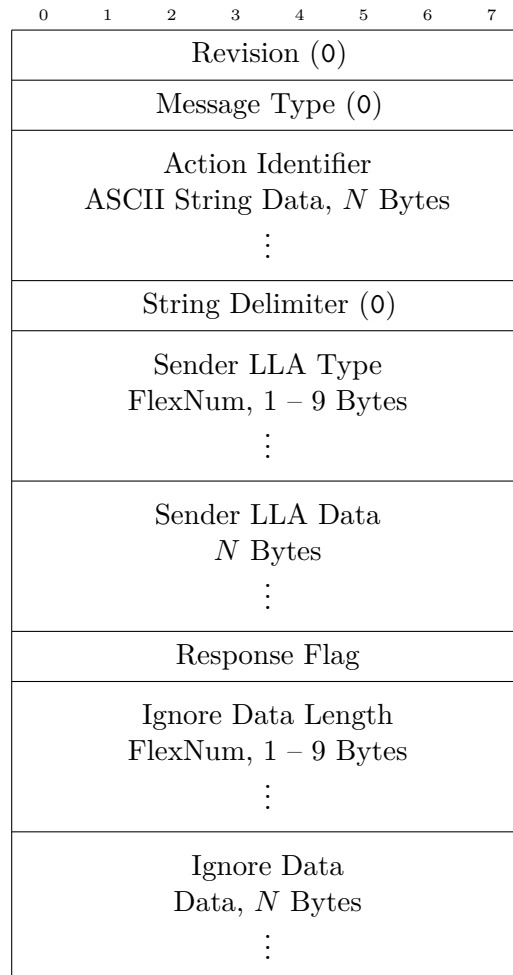 0 1 2 3 4 5 6 7
Revision (0)
Message Type (0)
Action Identifier
ASCII String Data, N Bytes
⋮
String Delimiter (0)
Sender LLA Type
FlexNum, 1 – 9 Bytes
⋮
Sender LLA Data
N Bytes
⋮
Response Flag
Ignore Data Length
FlexNum, 1 – 9 Bytes
⋮
Ignore Data
Data, N Bytes
⋮